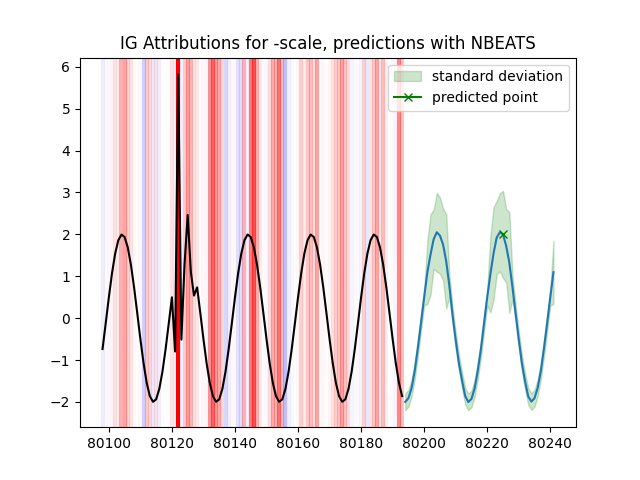 IG Attributions for -scale, predictions with NBEATS
standard deviation
predicted point
6
5
4
3
2
1
0
−1
−2
80100 80120 80140 80160 80180 80200 80220 80240